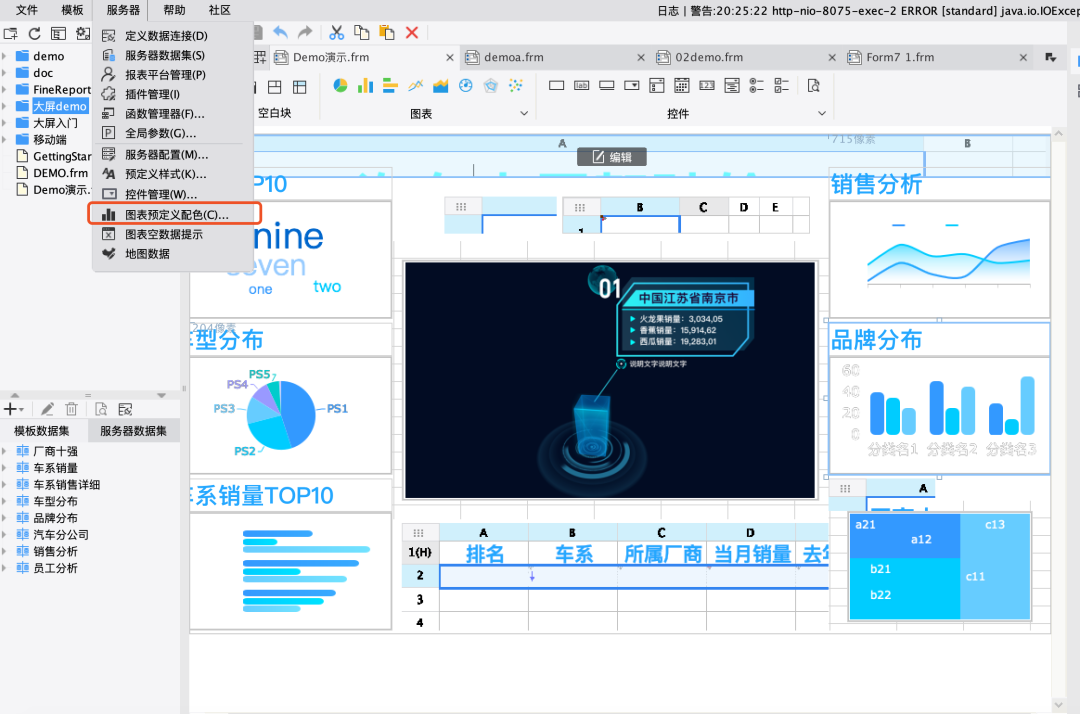 文件 模板 服务器 帮助 社区
日志 | 警告:20:25:22 http-nio-8075-exec-2 ERROR [standard] java.io.IOExcep
定义数据连接(D)
服务器数据集(S)
报表平台管理(P)
插件管理(I)
函数管理器(F)...
全局参数(G)...
服务器配置(M)...
预定义样式(K)...
控件管理(W)...
图表预定义配色(C)...
图表空数据提示
地图数据
demo
doc
FineReport
大屏demo
大屏入门
移动端
GettingStar
DEMO.frm
Demo演示.
模板数据集 服务器数据集
厂商十强
车系销量
车系销售详细
车型分布
品牌分布
汽车分公司
销售分析
员工分析
Demo演示.frm demoa.frm 02demo.frm Form7 1.frm
空白块 图表 控件
A 715像素 B
编辑
P10
nine
seven
one two
B C D E
1
销售分析
204像素
车型分布
PS5
PS4
PS3 PS1
PS2
01
中国江苏省南京市
火龙果销量: 3,034,05
香蕉销量: 15,914,62
西瓜销量: 19,283,01
说明文字说明文字
品牌分布
60
40
20
0
分类名1 分类名2 分类名3
车系销量TOP10
A B C D
1(H) 排名 车系 所属厂商 当月销量
2
3
4
A
a21 c13
a12
b21 c11
b22